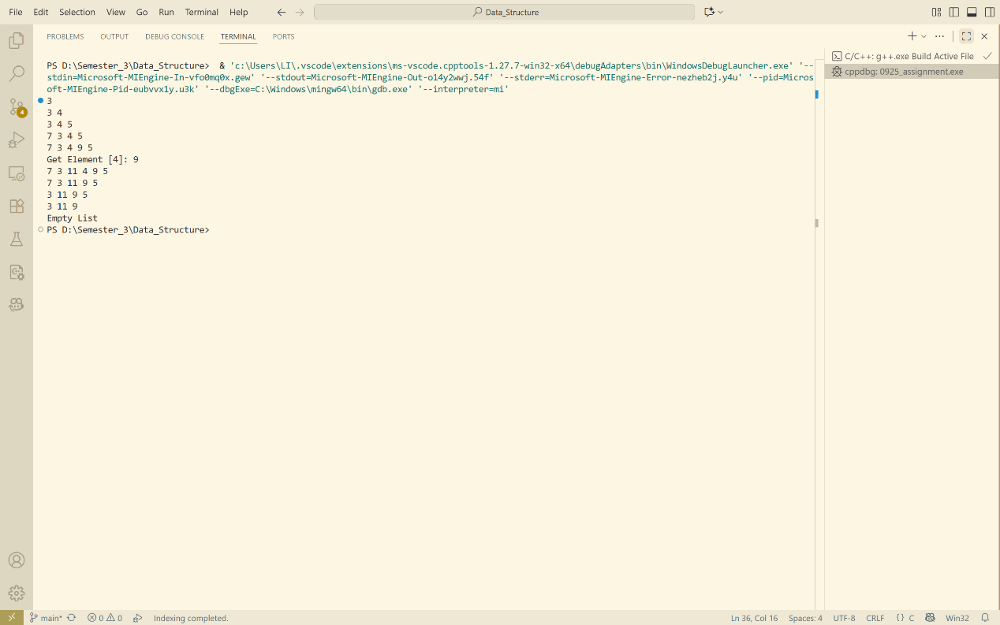 File Edit Selection View Go Run Terminal Help Data_Structure
PROBLEMS OUTPUT DEBUG CONSOLE TERMINAL PORTS
PS D:\Semester_3\Data_Structure>  & 'c:\Users\LI\.vscode\extensions\ms-vscode.cpptools-1.27.7-win32-x64\debugAdapters\bin\WindowsDebugLauncher.exe' '--
stdin=Microsoft-MIEngine-In-vfo0mq0x.gew' '--stdout=Microsoft-MIEngine-Out-o14y2wwj.54f' '--stderr=Microsoft-MIEngine-Error-nezheb2j.y4u' '--pid=Micros
oft-MIEngine-Pid-eubvvx1y.u3k' '--dbgExe=C:\Windows\mingw64\bin\gdb.exe' '--interpreter=mi'
3
3 4
3 4 5
7 3 4 5
7 3 4 9 5
Get Element [4]: 9
7 3 11 4 9 5
7 3 11 9 5
3 11 9 5
3 11 9
Empty List
PS D:\Semester_3\Data_Structure>
C/C++: g++.exe Build Active File
cppdbg: 0925_assignment.exe
4
main* 0 0 Indexing completed. Ln 36, Col 16 Spaces: 4 UTF-8 CRLF {} C Win32